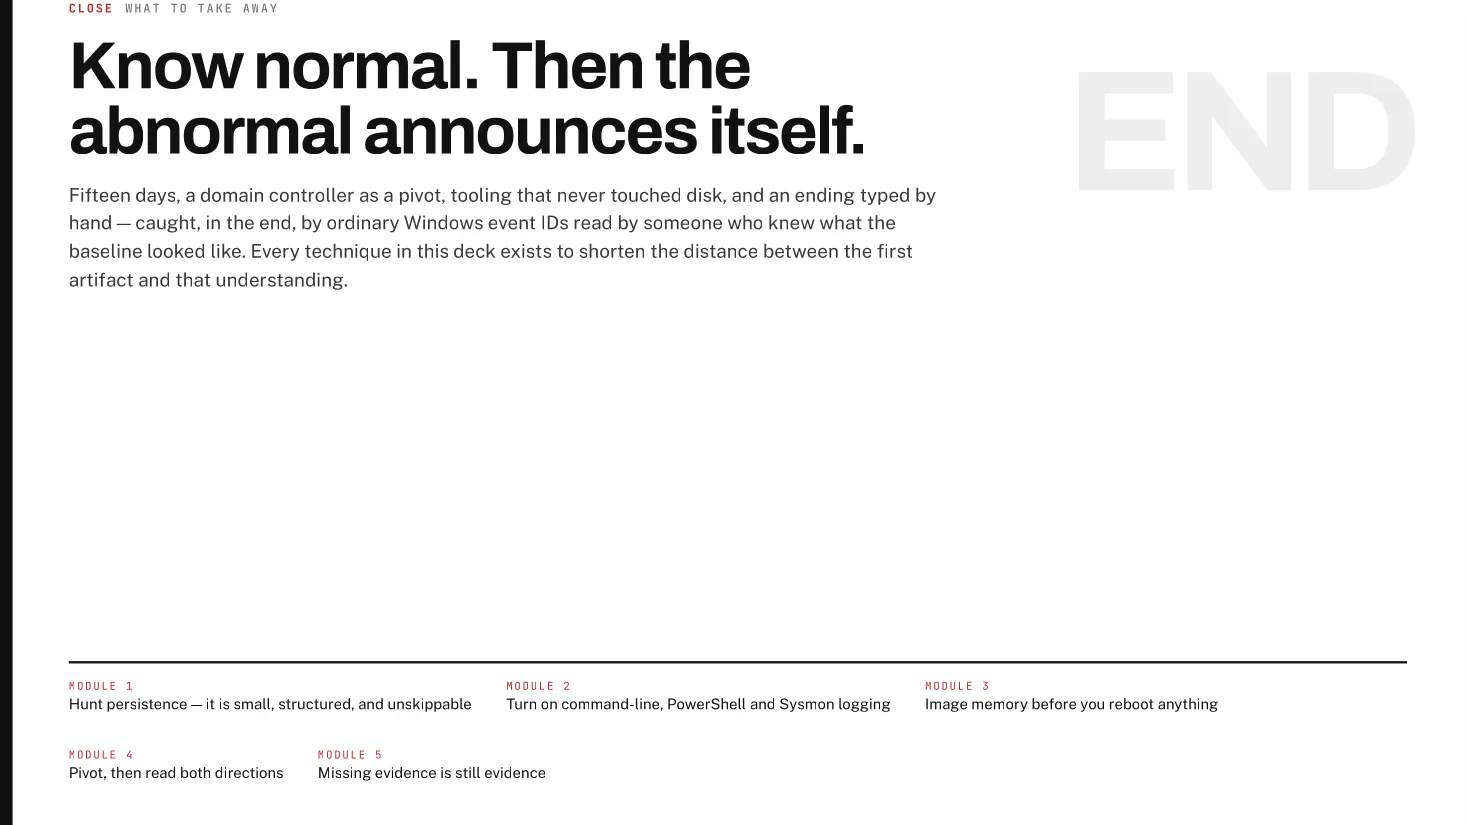 CLOSE WHAT TO TAKE AWAY
Know normal. Then the
abnormal announces itself.
END
Fifteen days, a domain controller as a pivot, tooling that never touched disk, and an ending typed by
hand — caught, in the end, by ordinary Windows event IDs read by someone who knew what the
baseline looked like. Every technique in this deck exists to shorten the distance between the first
artifact and that understanding.
MODULE 1
Hunt persistence — it is small, structured, and unskippable
MODULE 2
Turn on command-line, PowerShell and Sysmon logging
MODULE 3
Image memory before you reboot anything
MODULE 4
Pivot, then read both directions
MODULE 5
Missing evidence is still evidence